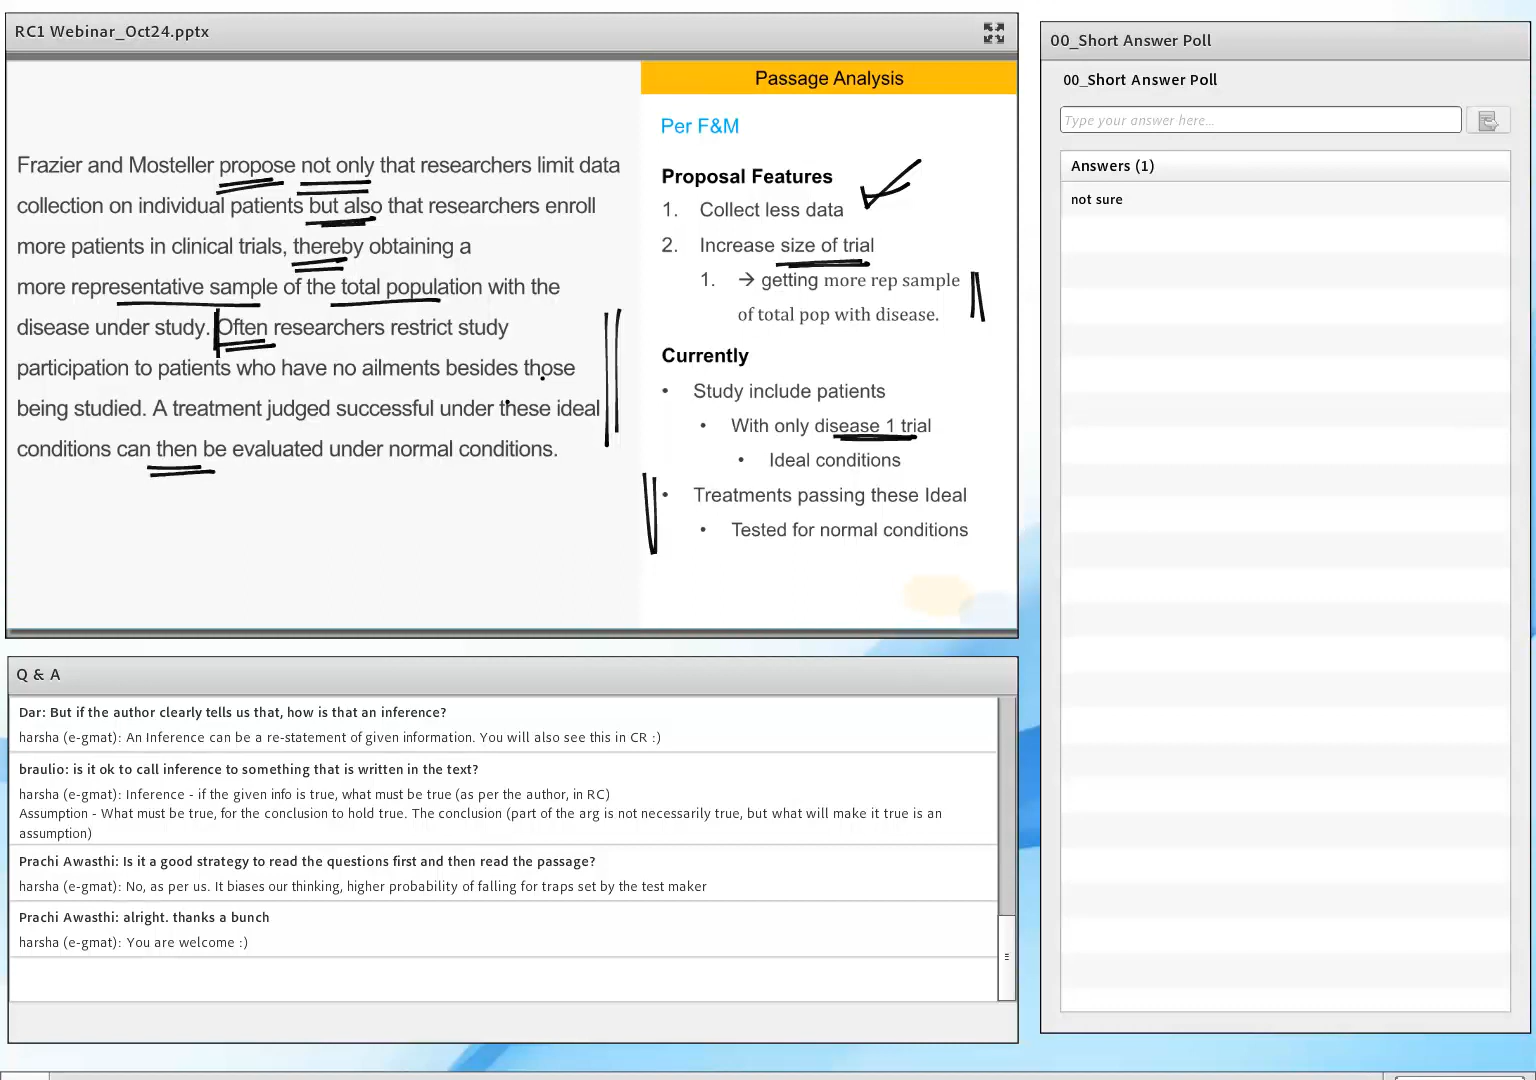 RC1 Webinar_Oct24.pptx
Frazier and Mosteller propose not only that researchers limit data
collection on individual patients but also that researchers enroll
more patients in clinical trials, thereby obtaining a
more representative sample of the total population with the
disease under study. Often researchers restrict study
participation to patients who have no ailments besides those
being studied. A treatment judged successful under these ideal
conditions can then be evaluated under normal conditions.
Passage Analysis
Per F&M
Proposal Features
1. Collect less data
2. Increase size of trial
1. → getting more rep sample
of total pop with disease.
Currently
• Study include patients
• With only disease 1 trial
• Ideal conditions
• Treatments passing these Ideal
• Tested for normal conditions
Q & A
Dar: But if the author clearly tells us that, how is that an inference?
harsha (e-gmat): An Inference can be a re-statement of given information. You will also see this in CR :)
braulio: is it ok to call inference to something that is written in the text?
harsha (e-gmat): Inference - if the given info is true, what must be true (as per the author, in RC)
Assumption - What must be true, for the conclusion to hold true. The conclusion (part of the arg is not necessarily true, but what will make it true is an
assumption)
Prachi Awasthi: Is it a good strategy to read the questions first and then read the passage?
harsha (e-gmat): No, as per us. It biases our thinking, higher probability of falling for traps set by the test maker
Prachi Awasthi: alright. thanks a bunch
harsha (e-gmat): You are welcome :)
00_Short Answer Poll
00_Short Answer Poll
Type your answer here...
Answers (1)
not sure